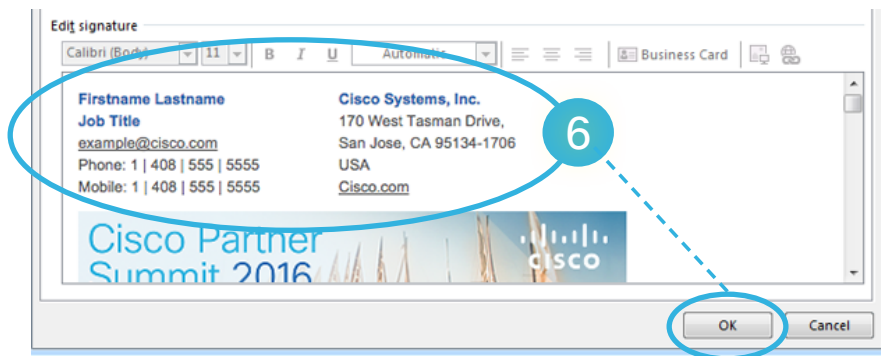 Edit signature
Calibri (Body) 11 B I U Automatic Business Card
Firstname Lastname
Job Title
example@cisco.com
Phone: 1 | 408 | 555 | 5555
Mobile: 1 | 408 | 555 | 5555
Cisco Systems, Inc.
170 West Tasman Drive,
San Jose, CA 95134-1706
USA
Cisco.com
6
Cisco Partner
Summit 2016
cisco
OK Cancel